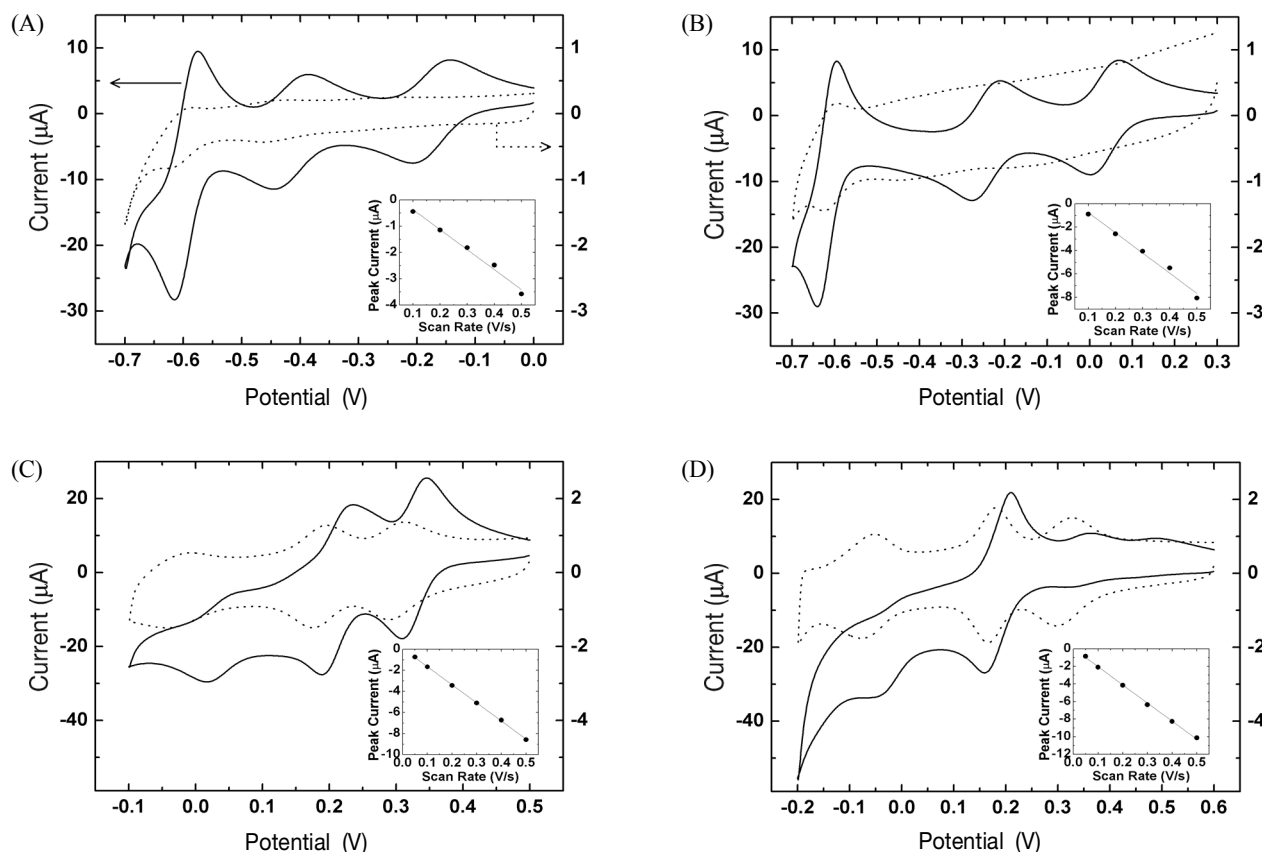 (A)
Current (μA)
10
0
-10
-20
-30
1
0
-1
-2
-3
-0.7 -0.6 -0.5 -0.4 -0.3 -0.2 -0.1 0.0
Potential (V)
Peak Current (μA)
0
-1
-2
-3
-4
0.1 0.2 0.3 0.4 0.5
Scan Rate (V/s)
(B)
Current (μA)
10
0
-10
-20
-30
1
0
-1
-2
-3
-0.7 -0.6 -0.5 -0.4 -0.3 -0.2 -0.1 0.0 0.1 0.2 0.3
Potential (V)
Peak Current (μA)
0
-2
-4
-6
-8
0.1 0.2 0.3 0.4 0.5
Scan Rate (V/s)
(C)
Current (μA)
20
0
-20
-40
2
0
-2
-4
-0.1 0.0 0.1 0.2 0.3 0.4 0.5
Potential (V)
Peak Current (μA)
0
-2
-4
-6
-8
-10
0.0 0.1 0.2 0.3 0.4 0.5
Scan Rate (V/s)
(D)
Current (μA)
20
0
-20
-40
2
0
-2
-4
-0.2 -0.1 0.0 0.1 0.2 0.3 0.4 0.5 0.6
Potential (V)
Peak Current (μA)
0
-2
-4
-6
-8
-10
-12
0.0 0.1 0.2 0.3 0.4 0.5
Scan Rate (V/s)